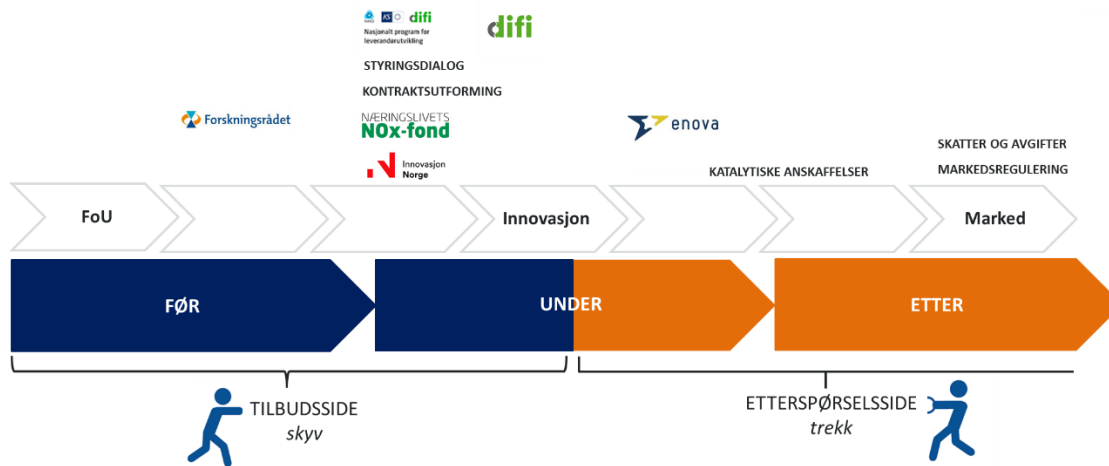 KS difi
Nasjonalt program for
leverandørutvikling
difi
STYRINGSDIALOG
KONTRAKTSUTFORMING
Forskningsrådet
NÆRINGSLIVETS
NOx-fond
enova
Innovasjon
Norge
KATALYTISKE ANSKAFFELSER
SKATTER OG AVGIFTER
MARKEDSREGULERING
FoU
Innovasjon
Marked
FØR
UNDER
ETTER
TILBUDSSIDE
skyv
ETTERSPØRSELSSIDE
trekk